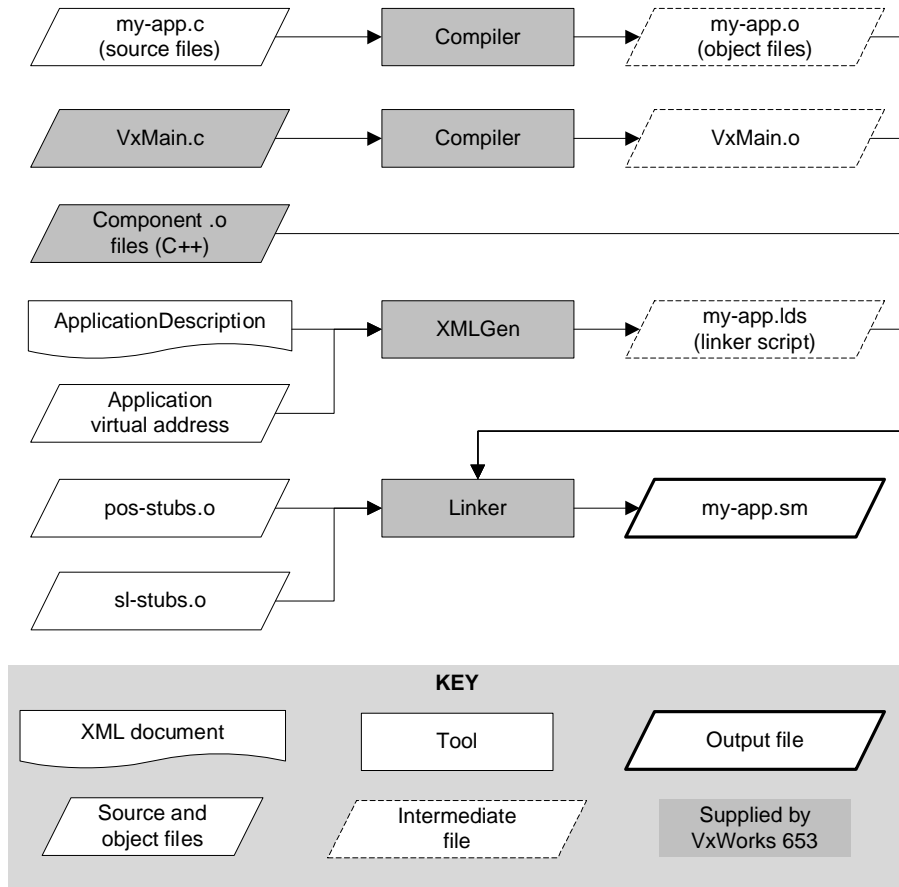 my-app.c
(source files)
Compiler
my-app.o
(object files)
VxMain.c
Compiler
VxMain.o
Component .o
files (C++)
ApplicationDescription
XMLGen
my-app.lds
(linker script)
Application
virtual address
pos-stubs.o
Linker
my-app.sm
sl-stubs.o
KEY
XML document
Tool
Output file
Source and
object files
Intermediate
file
Supplied by
VxWorks 653